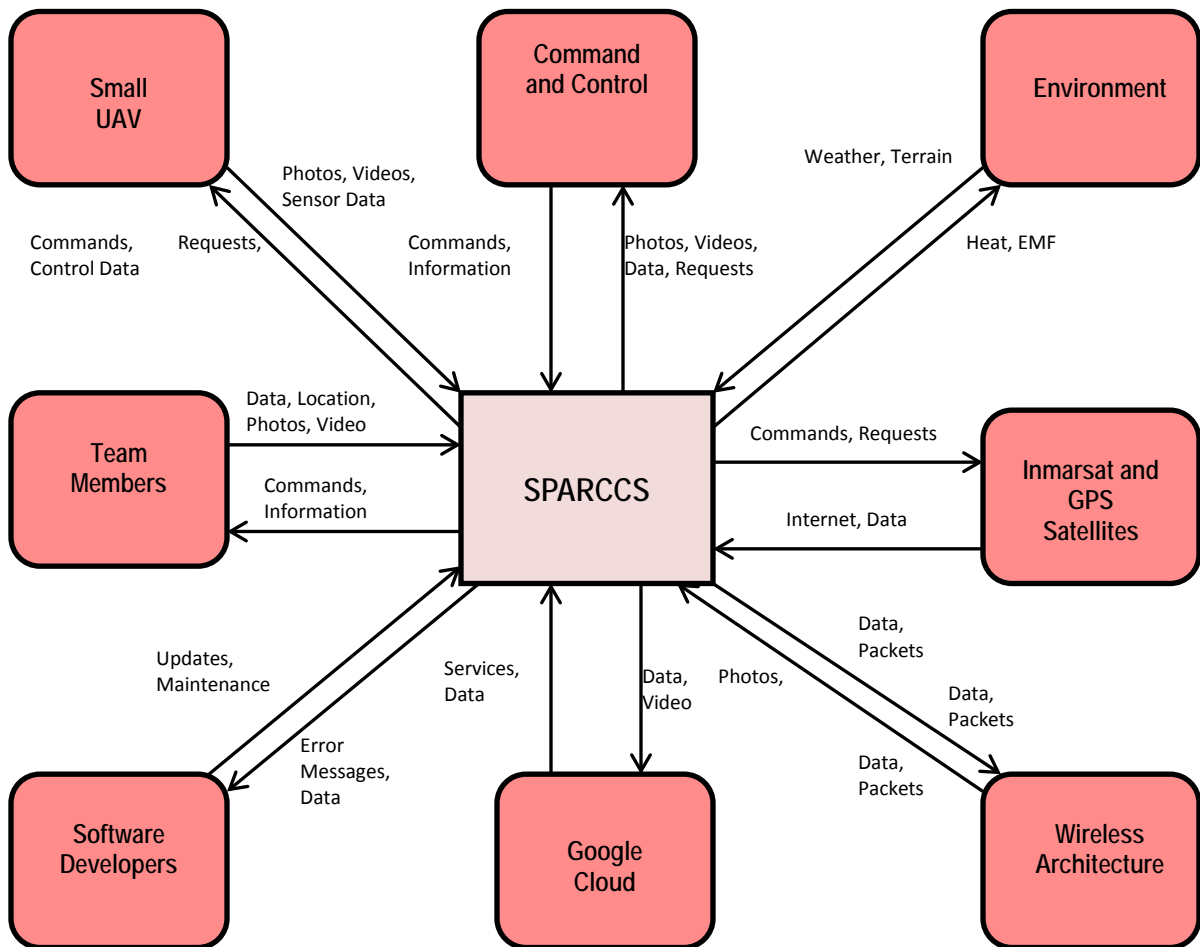 Small
UAV
Command
and Control
Environment
Photos, Videos,
Sensor Data
Weather, Terrain
Commands,
Control Data
Requests,
Commands,
Information
Photos, Videos,
Data, Requests
Heat, EMF
Team
Members
Data, Location,
Photos, Video
Commands,
Information
SPARCCS
Commands, Requests
Internet, Data
Inmarsat and
GPS
Satellites
Updates,
Maintenance
Error
Messages,
Data
Services,
Data
Data,
Video
Photos,
Data,
Packets
Data,
Packets
Data,
Packets
Software
Developers
Google
Cloud
Wireless
Architecture